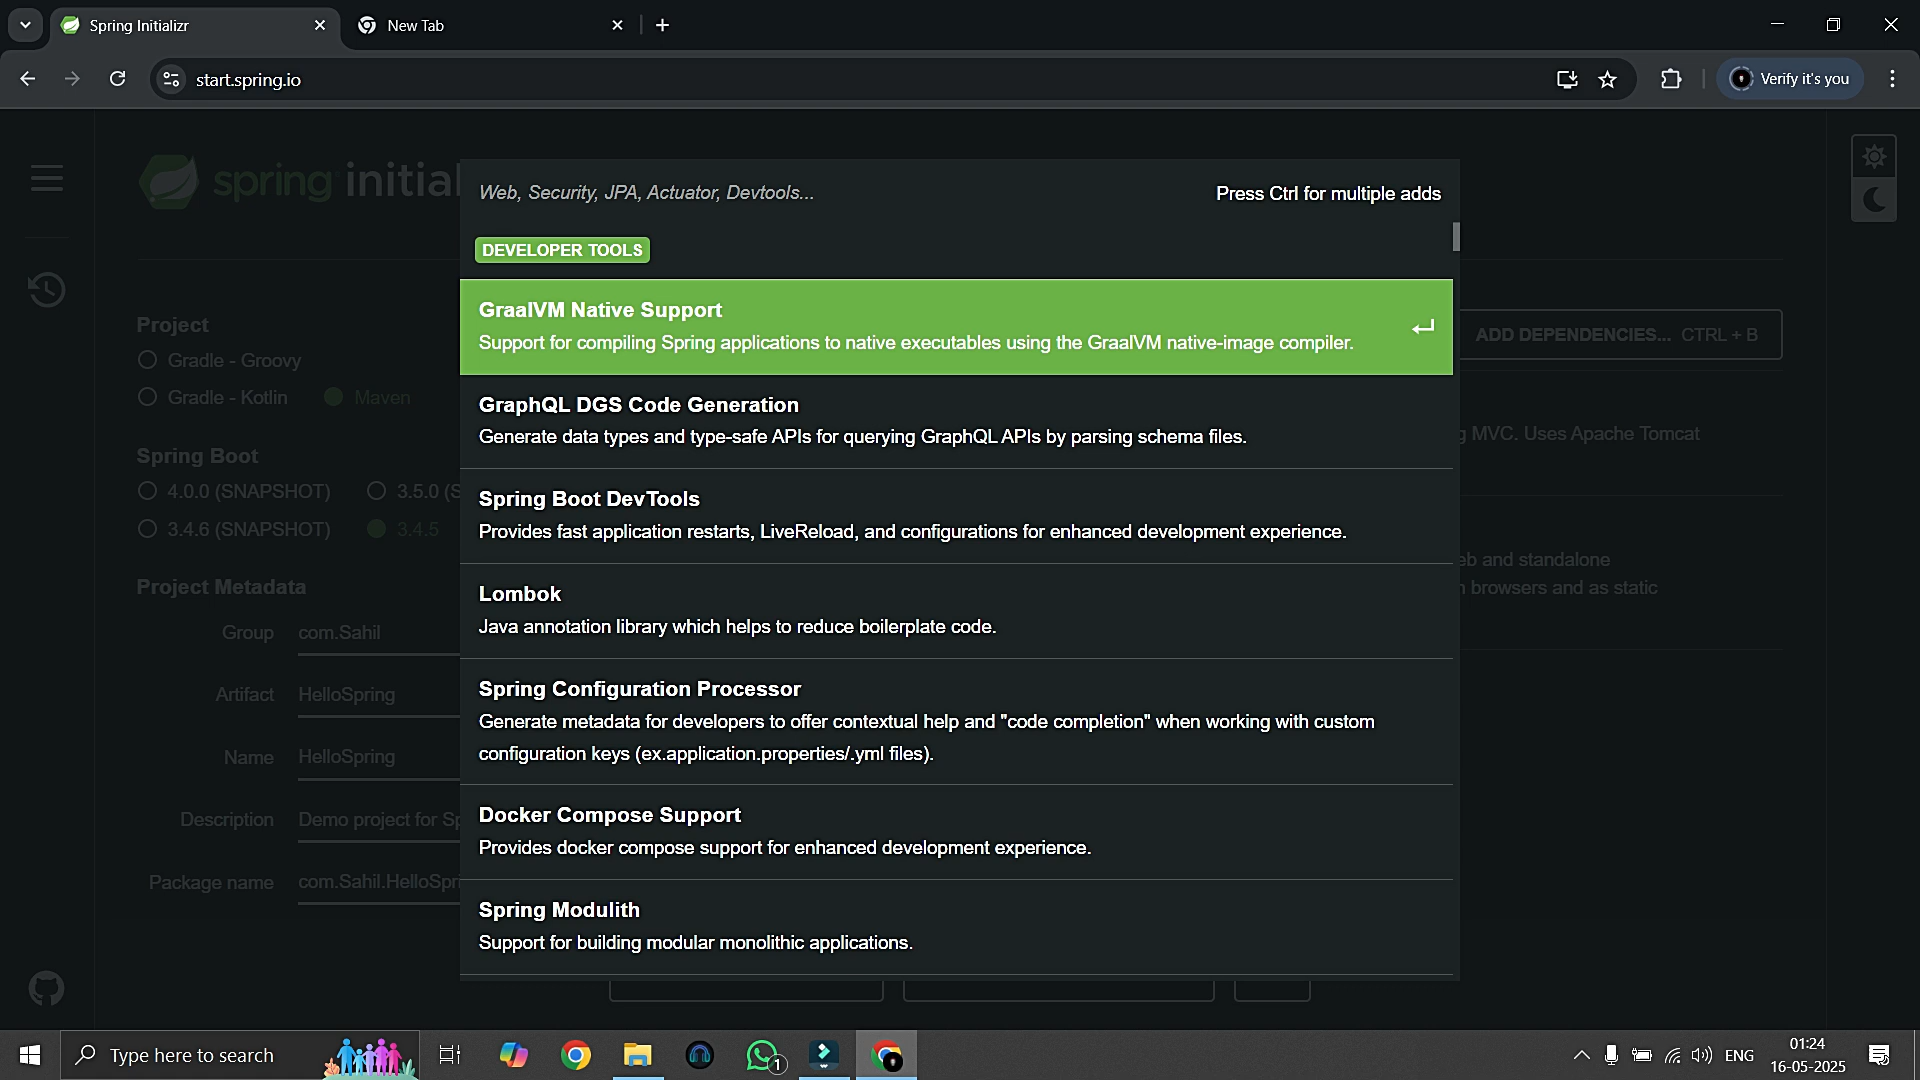 Spring Initializr
New Tab
start.spring.io
Verify it's you
spring initial
Web, Security, JPA, Actuator, Devtools...
Press Ctrl for multiple adds
DEVELOPER TOOLS
GraalVM Native Support
Support for compiling Spring applications to native executables using the GraalVM native-image compiler.
Project
ADD DEPENDENCIES... CTRL + B
Gradle - Groovy
Gradle - Kotlin
Maven
GraphQL DGS Code Generation
Generate data types and type-safe APIs for querying GraphQL APIs by parsing schema files.
g MVC. Uses Apache Tomcat
Spring Boot
4.0.0 (SNAPSHOT)
3.5.0 (S
3.4.6 (SNAPSHOT)
3.4.5
Spring Boot DevTools
Provides fast application restarts, LiveReload, and configurations for enhanced development experience.
eb and standalone
n browsers and as static
Project Metadata
Lombok
Java annotation library which helps to reduce boilerplate code.
Group com.Sahil
Artifact HelloSpring
Spring Configuration Processor
Generate metadata for developers to offer contextual help and "code completion" when working with custom
configuration keys (ex.application.properties/.yml files).
Name HelloSpring
Description Demo project for Sp
Docker Compose Support
Provides docker compose support for enhanced development experience.
Package name com.Sahil.HelloSpri
Spring Modulith
Support for building modular monolithic applications.
Type here to search
1
ENG
01:24
16-05-2025